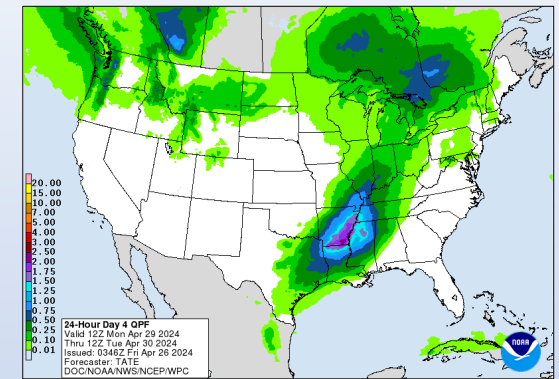 20.00
15.00
10.00
7.00
5.00
4.00
3.00
2.50
2.00
1.75
1.50
1.25
1.00
0.75
0.50
0.25
0.10
0.01
24-Hour Day 4 QPF
Valid 12Z Mon Apr 29 2024
Thru 12Z Tue Apr 30 2024
Issued: 0346Z Fri Apr 26 2024
Forecaster: TATE
DOC/NOAA/NWS/NCEP/WPC
NOAA